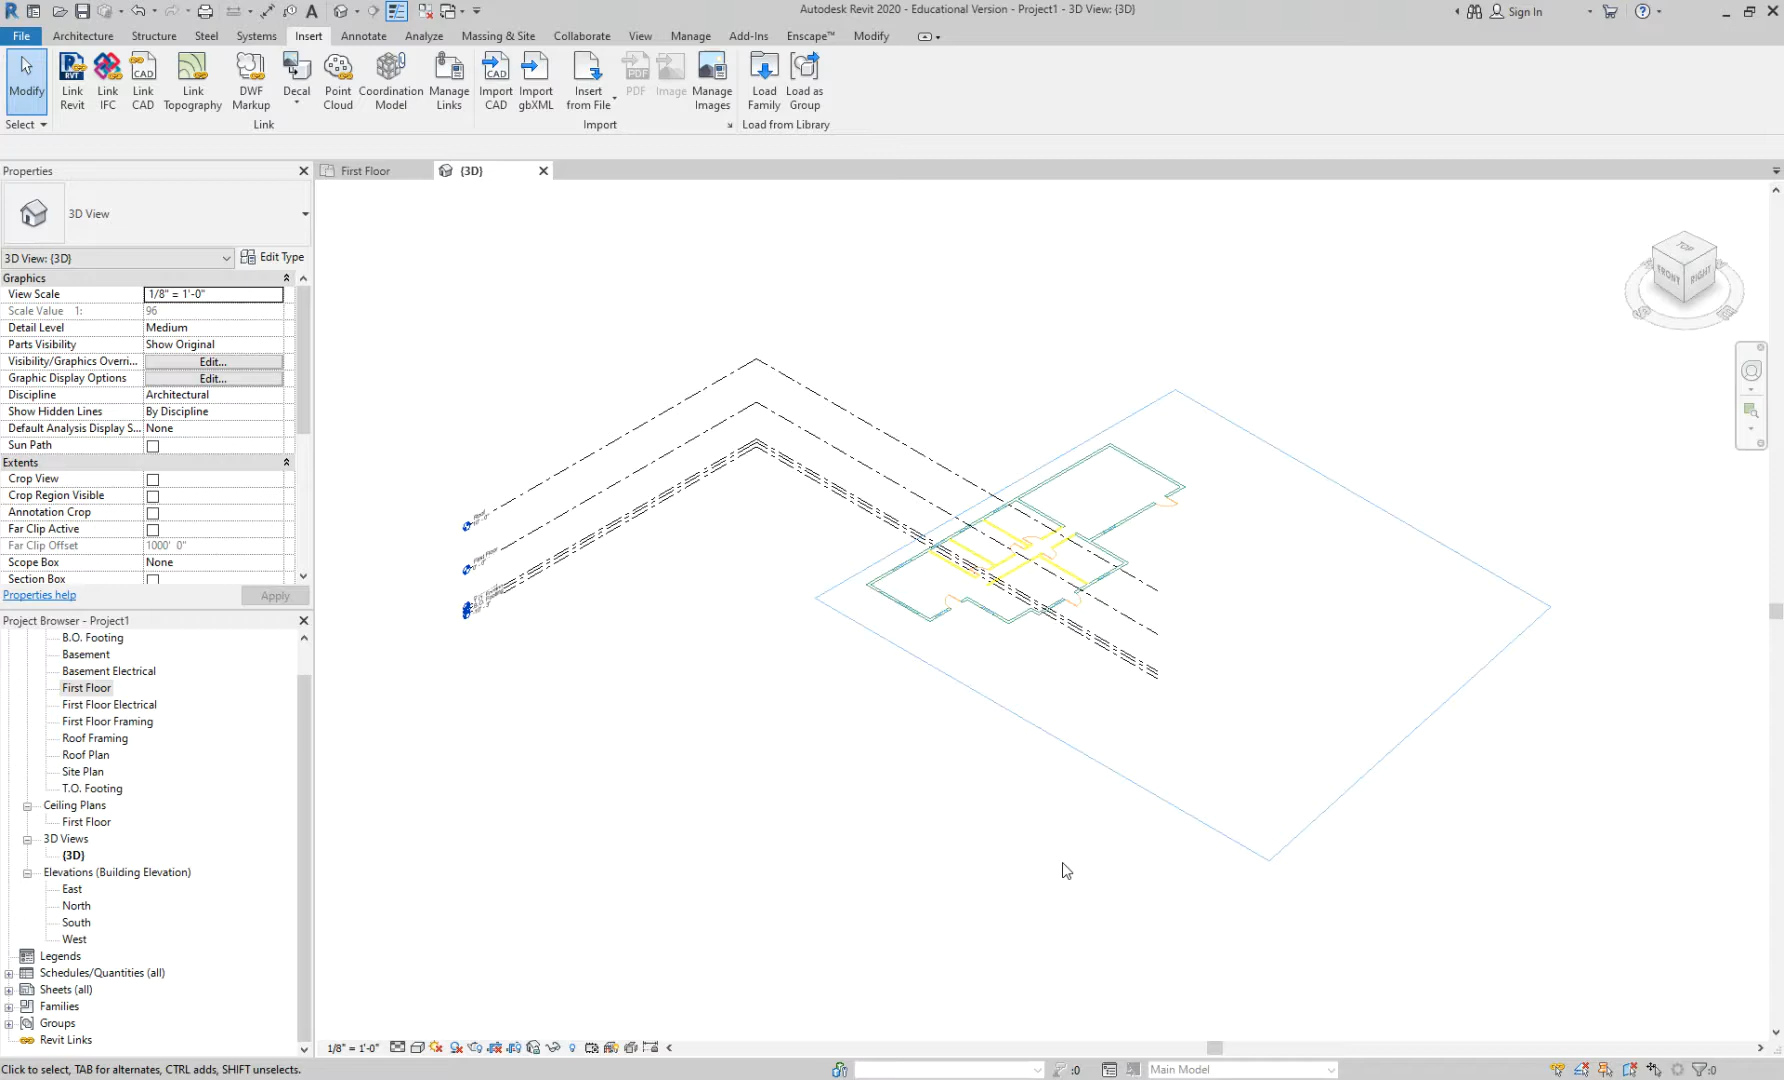 Autodesk Revit 2020 - Educational Version - Project1 - 3D View: {3D}
Sign In
File Architecture Structure Steel Systems Insert Annotate Analyze Massing & Site Collaborate View Manage Add-Ins Enscape™ Modify
Modify
Link Revit
Link IFC
Link CAD
Link Topography
DWF Markup
Decal
Point Cloud
Coordination Model
Manage Links
Import CAD
Import gbXML
Insert from File
PDF
Image
Manage Images
Load Family
Load as Group
Select
Link
Import
Load from Library
Properties
First Floor
{3D}
3D View
3D View: {3D}
Edit Type
Graphics
View Scale 1/8" = 1'-0"
Scale Value 1: 96
Detail Level Medium
Parts Visibility Show Original
Visibility/Graphics Overri... Edit...
Graphic Display Options Edit...
Discipline Architectural
Show Hidden Lines By Discipline
Default Analysis Display S... None
Sun Path
Extents
Crop View
Crop Region Visible
Annotation Crop
Far Clip Active
Far Clip Offset 1000' 0"
Scope Box None
Section Box
Properties help
Apply
Project Browser - Project1
B.O. Footing
Basement
Basement Electrical
First Floor
First Floor Electrical
First Floor Framing
Roof Framing
Roof Plan
Site Plan
T.O. Footing
Ceiling Plans
First Floor
3D Views
{3D}
Elevations (Building Elevation)
East
North
South
West
Legends
Schedules/Quantities (all)
Sheets (all)
Families
Groups
Revit Links
TOP
FRONT
RIGHT
1/8" = 1'-0"
Click to select, TAB for alternates, CTRL adds, SHIFT unselects.
:0
Main Model
:0